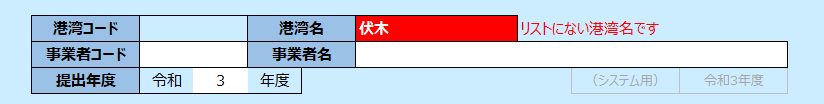 港湾コード 港湾名 伏木 リストにない港湾名です
事業者コード 事業者名
提出年度 令和 3 年度 （システム用） 令和3年度